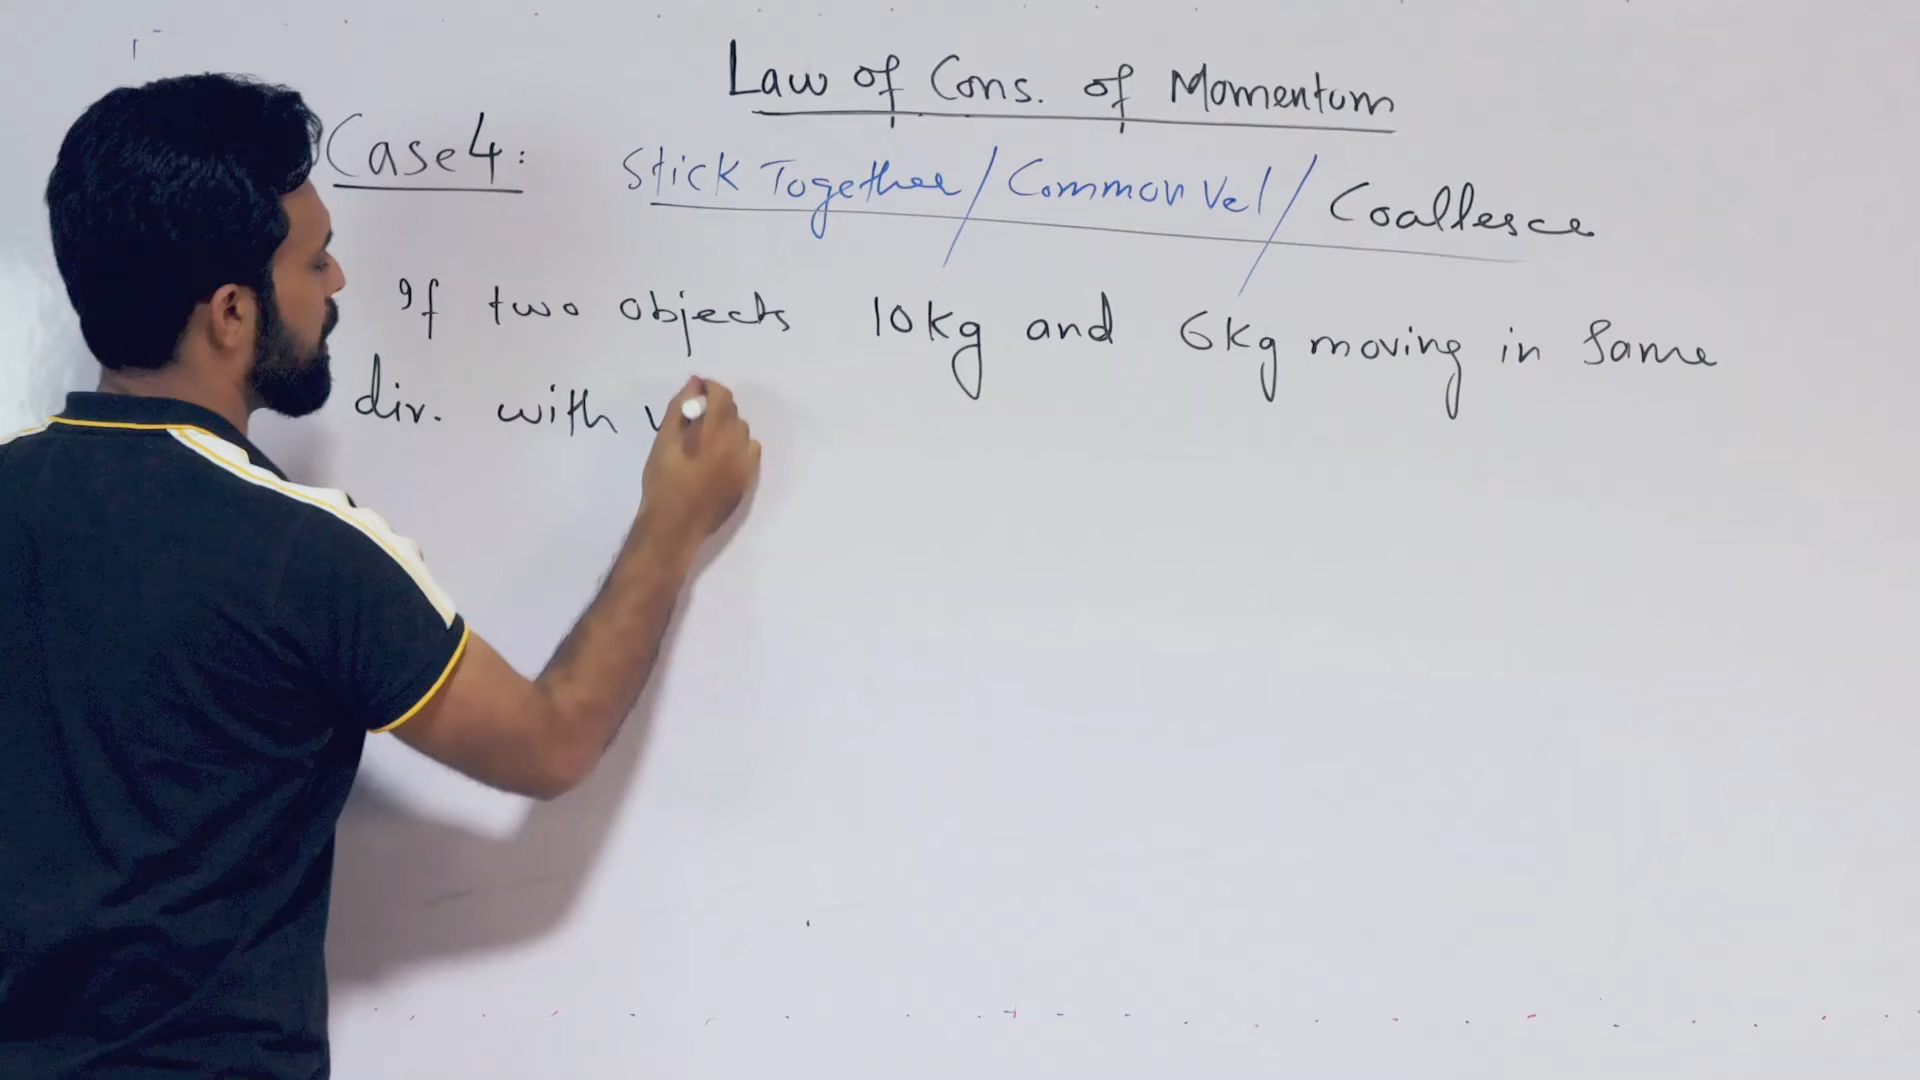 Law of Cons. of Momentum
Case 4:
Stick Together / Common Vel / Coallesce
If two objects 10kg and 6kg moving in Same
dir. with